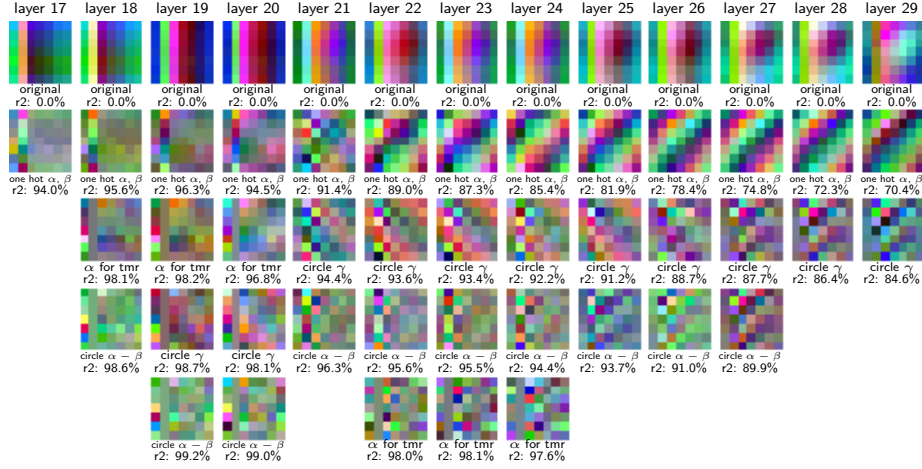 layer 17 layer 18 layer 19 layer 20 layer 21 layer 22 layer 23 layer 24 layer 25 layer 26 layer 27 layer 28 layer 29
original original original original original original original original original original original original original
r2: 0.0% r2: 0.0% r2: 0.0% r2: 0.0% r2: 0.0% r2: 0.0% r2: 0.0% r2: 0.0% r2: 0.0% r2: 0.0% r2: 0.0% r2: 0.0% r2: 0.0%
one hot α, β one hot α, β one hot α, β one hot α, β one hot α, β one hot α, β one hot α, β one hot α, β one hot α, β one hot α, β one hot α, β one hot α, β one hot α, β
r2: 94.0% r2: 95.6% r2: 96.3% r2: 94.5% r2: 91.4% r2: 89.0% r2: 87.3% r2: 85.4% r2: 81.9% r2: 78.4% r2: 74.8% r2: 72.3% r2: 70.4%
α for tmr α for tmr α for tmr circle γ circle γ circle γ circle γ circle γ circle γ circle γ circle γ circle γ
r2: 98.1% r2: 98.2% r2: 96.8% r2: 94.4% r2: 93.6% r2: 93.4% r2: 92.2% r2: 91.2% r2: 88.7% r2: 87.7% r2: 86.4% r2: 84.6%
circle α − β circle γ circle γ circle α − β circle α − β circle α − β circle α − β circle α − β circle α − β circle α − β
r2: 98.6% r2: 98.7% r2: 98.1% r2: 96.3% r2: 95.6% r2: 95.5% r2: 94.4% r2: 93.7% r2: 91.0% r2: 89.9%
circle α − β circle α − β α for tmr α for tmr α for tmr
r2: 99.2% r2: 99.0% r2: 98.0% r2: 98.1% r2: 97.6%